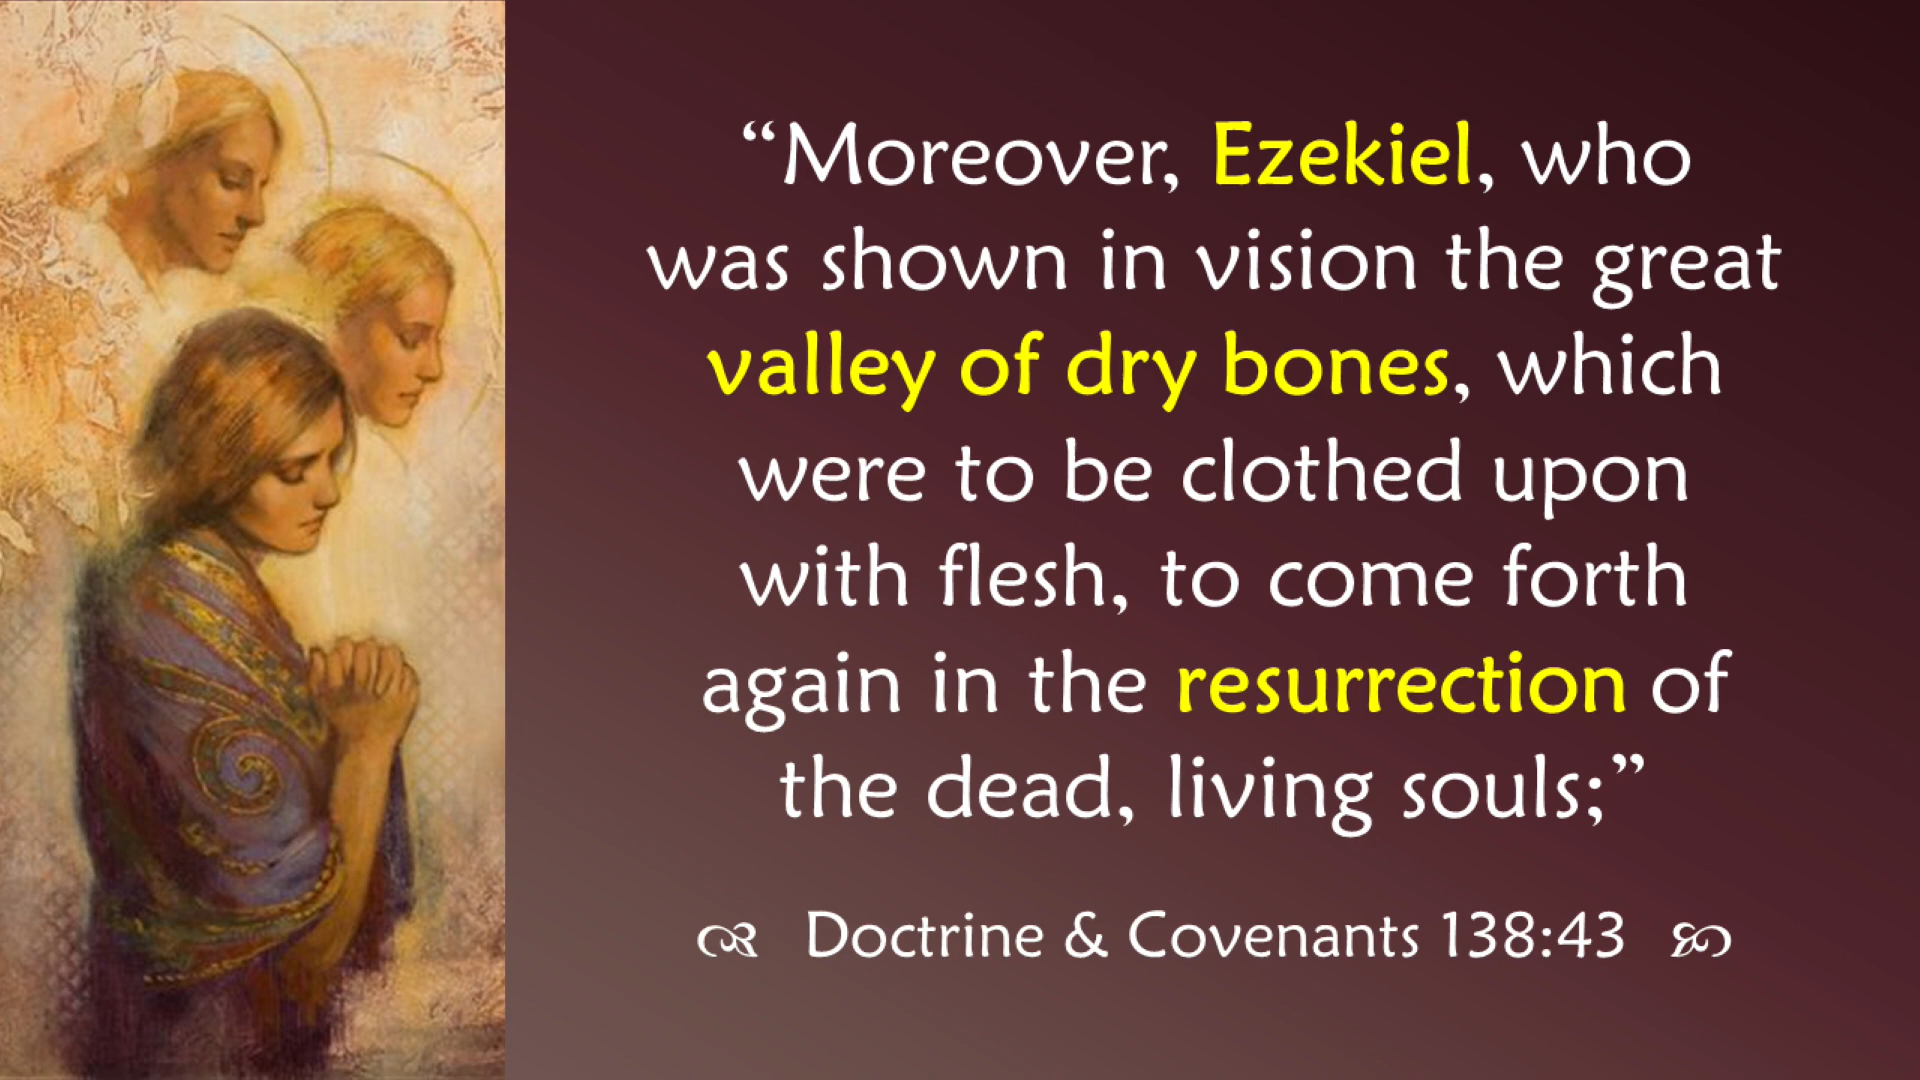 “Moreover, Ezekiel, who
was shown in vision the great
valley of dry bones, which
were to be clothed upon
with flesh, to come forth
again in the resurrection of
the dead, living souls;”
Doctrine & Covenants 138:43